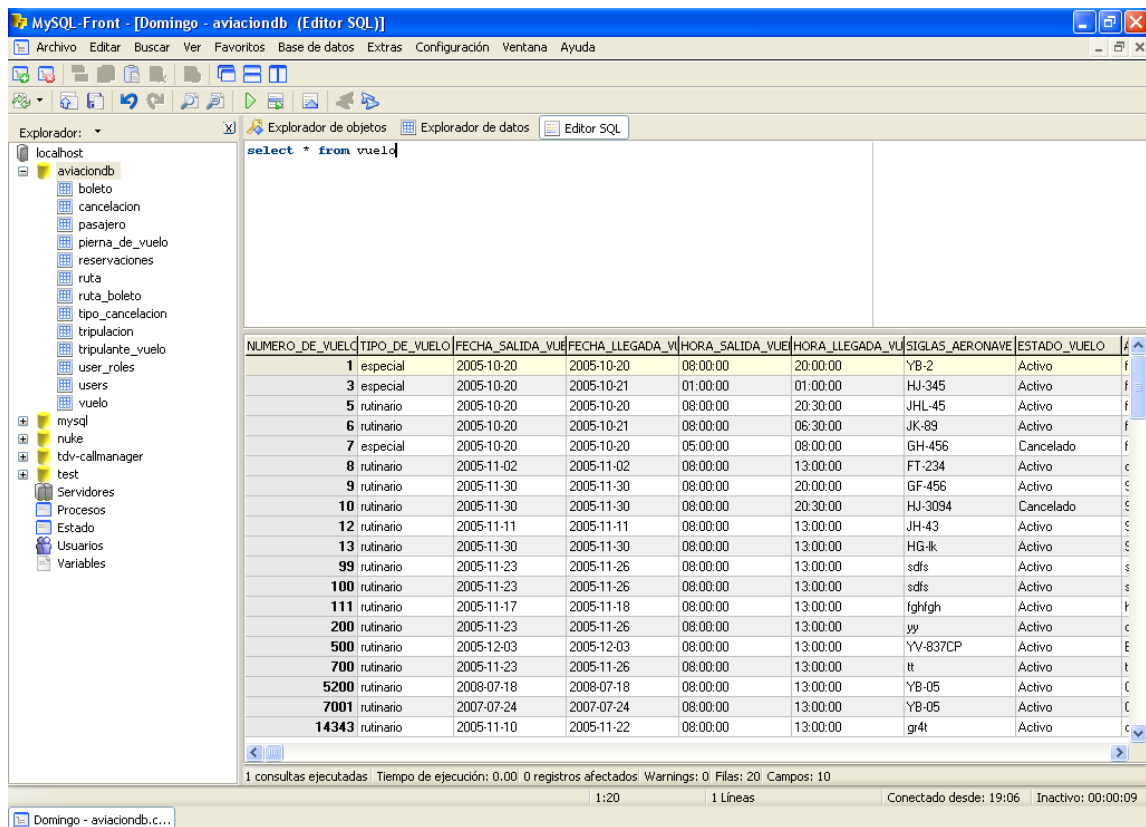 MySQL-Front - [Domingo - aviaciondb (Editor SQL)]
Archivo Editar Buscar Ver Favoritos Base de datos Extras Configuración Ventana Ayuda
Explorador:
Explorador de objetos Explorador de datos Editor SQL
localhost
aviaciondb
boleto
cancelacion
pasajero
pierna_de_vuelo
reservaciones
ruta
ruta_boleto
tipo_cancelacion
tripulacion
tripulante_vuelo
user_roles
users
vuelo
mysql
nuke
tdv-callmanager
test
Servidores
Procesos
Estado
Usuarios
Variables
select * from vuelo
NUMERO_DE_VUELO TIPO_DE_VUELO FECHA_SALIDA_VUE FECHA_LLEGADA_VU HORA_SALIDA_VUE HORA_LLEGADA_VU SIGLAS_AERONAVE ESTADO_VUELO
1 especial 2005-10-20 2005-10-20 08:00:00 20:00:00 YB-2 Activo
3 especial 2005-10-20 2005-10-21 01:00:00 01:00:00 HJ-345 Activo
5 rutinario 2005-10-20 2005-10-20 08:00:00 20:30:00 JHL-45 Activo
6 rutinario 2005-10-20 2005-10-21 08:00:00 06:30:00 JK-89 Activo
7 especial 2005-10-20 2005-10-20 05:00:00 08:00:00 GH-456 Cancelado
8 rutinario 2005-11-02 2005-11-02 08:00:00 13:00:00 FT-234 Activo
9 rutinario 2005-11-30 2005-11-30 08:00:00 20:00:00 GF-456 Activo
10 rutinario 2005-11-30 2005-11-30 08:00:00 20:30:00 HJ-3094 Cancelado
12 rutinario 2005-11-11 2005-11-11 08:00:00 13:00:00 JH-43 Activo
13 rutinario 2005-11-30 2005-11-30 08:00:00 13:00:00 HG-lk Activo
99 rutinario 2005-11-23 2005-11-26 08:00:00 13:00:00 sdfs Activo
100 rutinario 2005-11-23 2005-11-26 08:00:00 13:00:00 sdfs Activo
111 rutinario 2005-11-17 2005-11-18 08:00:00 13:00:00 fghfgh Activo
200 rutinario 2005-11-23 2005-11-26 08:00:00 13:00:00 yy Activo
500 rutinario 2005-12-03 2005-12-03 08:00:00 13:00:00 YV-837CP Activo
700 rutinario 2005-11-23 2005-11-26 08:00:00 13:00:00 tt Activo
5200 rutinario 2008-07-18 2008-07-18 08:00:00 13:00:00 YB-05 Activo
7001 rutinario 2007-07-24 2007-07-24 08:00:00 13:00:00 YB-05 Activo
14343 rutinario 2005-11-10 2005-11-22 08:00:00 13:00:00 gr4t Activo
1 consultas ejecutadas Tiempo de ejecución: 0.00 0 registros afectados Warnings: 0 Filas: 20 Campos: 10
1:20 1 Líneas Conectado desde: 19:06 Inactivo: 00:00:09
Domingo - aviaciondb.c...